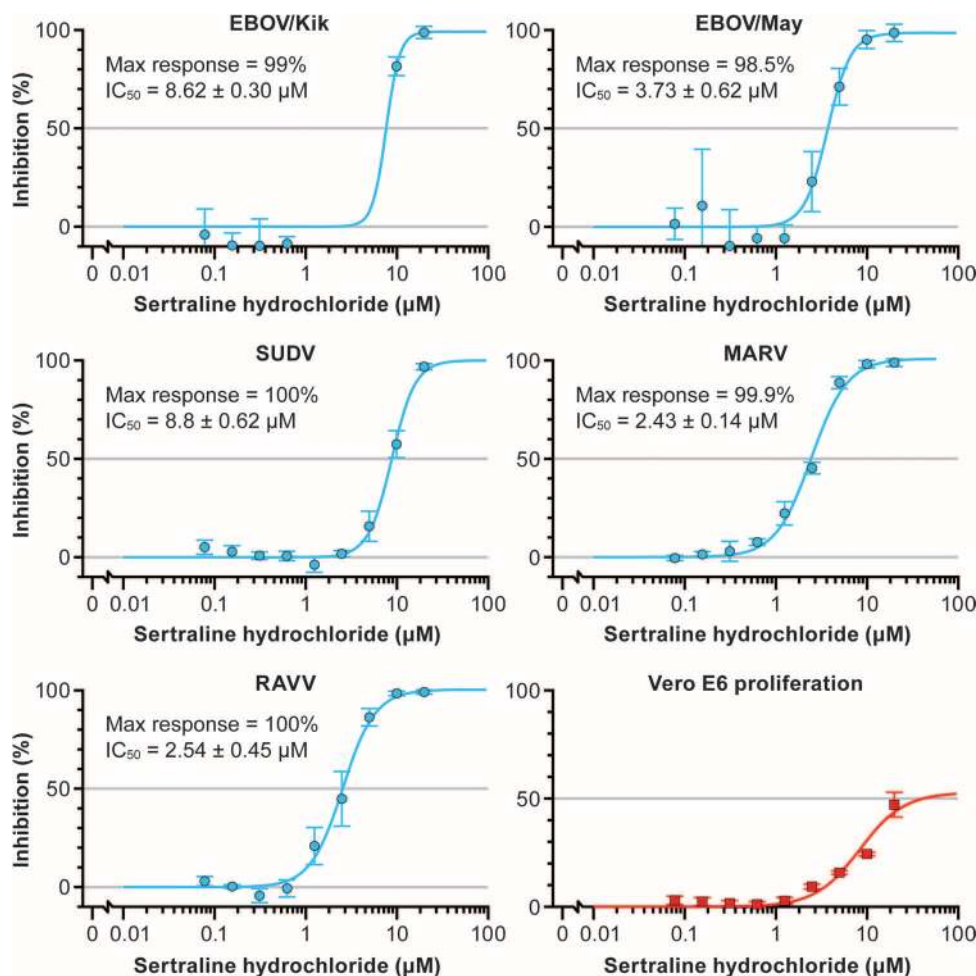 EBOV/Kik
Max response = 99%
IC50 = 8.62 ± 0.30 μM
Inhibition (%)
100
50
0
0 0.01 0.1 1 10 100
Sertraline hydrochloride (μM)
EBOV/May
Max response = 98.5%
IC50 = 3.73 ± 0.62 μM
100
50
0
0 0.01 0.1 1 10 100
Sertraline hydrochloride (μM)
SUDV
Max response = 100%
IC50 = 8.8 ± 0.62 μM
Inhibition (%)
100
50
0
0 0.01 0.1 1 10 100
Sertraline hydrochloride (μM)
MARV
Max response = 99.9%
IC50 = 2.43 ± 0.14 μM
100
50
0
0 0.01 0.1 1 10 100
Sertraline hydrochloride (μM)
RAVV
Max response = 100%
IC50 = 2.54 ± 0.45 μM
Inhibition (%)
100
50
0
0 0.01 0.1 1 10 100
Sertraline hydrochloride (μM)
Vero E6 proliferation
100
50
0
0 0.01 0.1 1 10 100
Sertraline hydrochloride (μM)